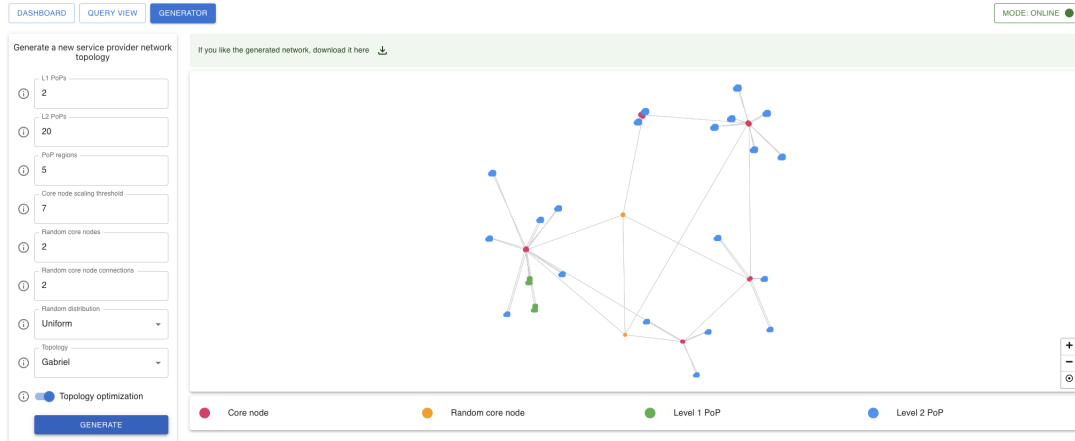 DASHBOARD
QUERY VIEW
GENERATOR
MODE: ONLINE
Generate a new service provider network
topology
If you like the generated network, download it here
L1 PoPs
2
L2 PoPs
20
PoP regions
5
Core node scaling threshold
7
Random core nodes
2
Random core node connections
2
Random distribution
Uniform
Topology
Gabriel
Topology optimization
GENERATE
+
−
Core node
Random core node
Level 1 PoP
Level 2 PoP